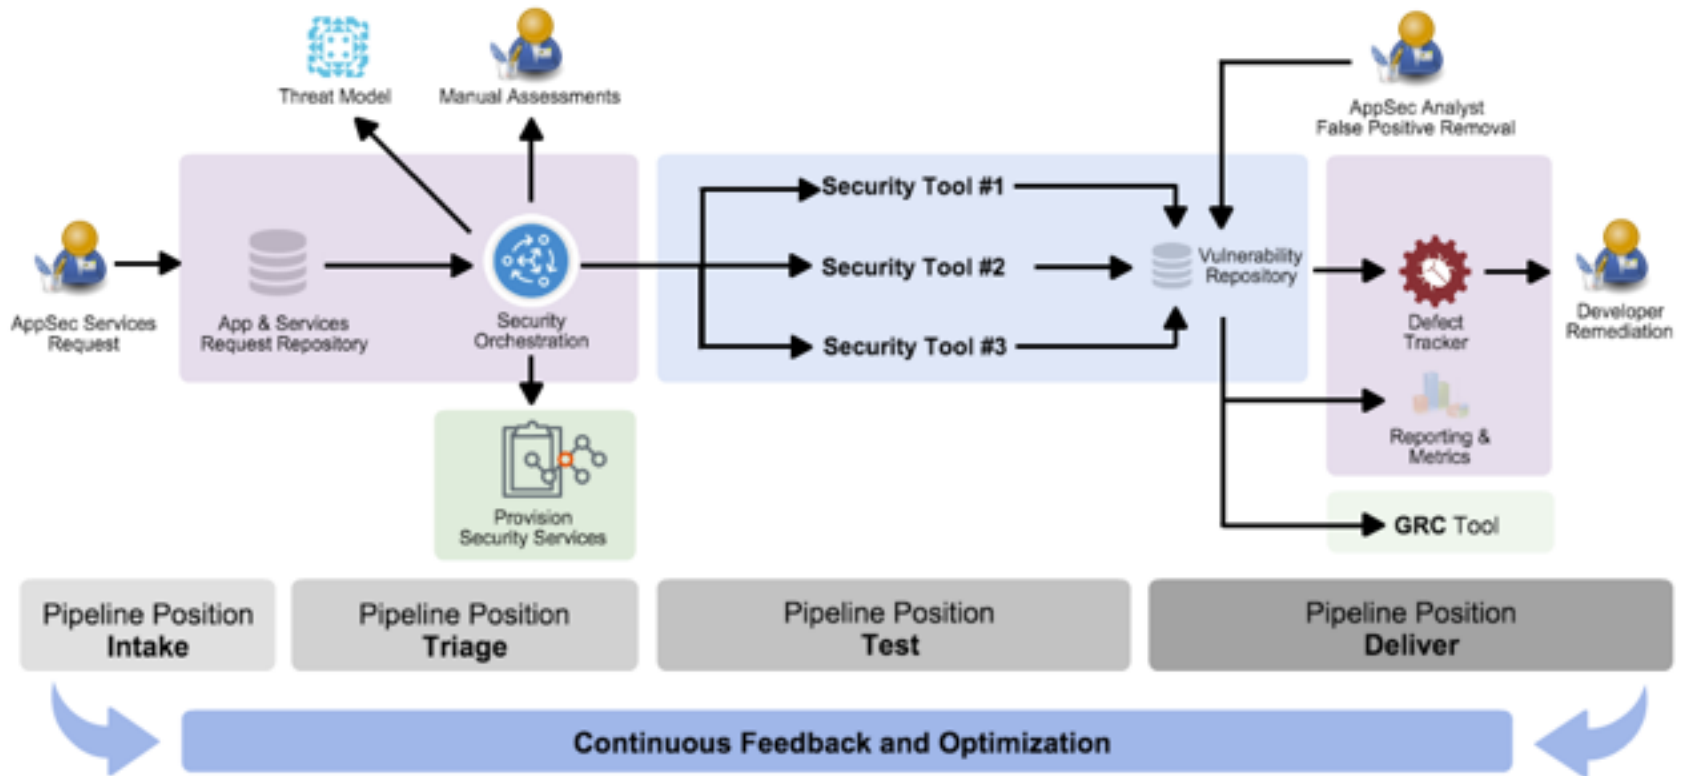 Threat Model
Manual Assessments
AppSec Analyst
False Positive Removal
AppSec Services
Request
App & Services
Request Repository
Security
Orchestration
Security Tool #1
Security Tool #2
Security Tool #3
Vulnerability
Repository
Defect
Tracker
Developer
Remediation
Reporting &
Metrics
Provision
Security Services
GRC Tool
Pipeline Position
Intake
Pipeline Position
Triage
Pipeline Position
Test
Pipeline Position
Deliver
Continuous Feedback and Optimization